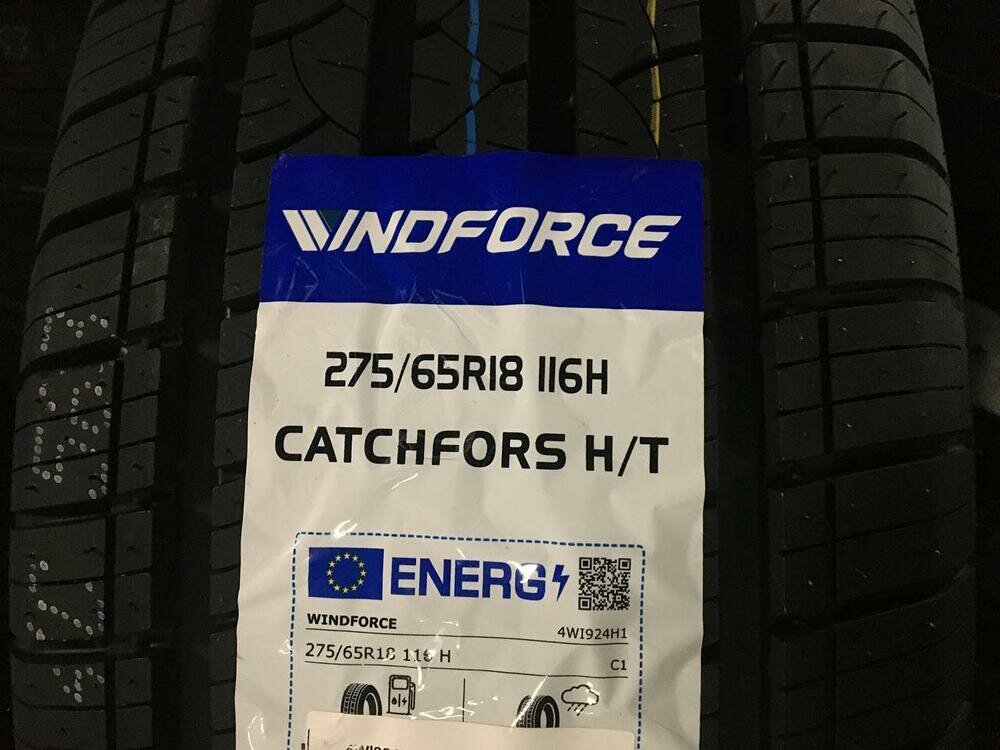 WINDFORCE
275/65R18 116H
CATCHFORS H/T
ENERG
WINDFORCE
4WI924H1
275/65R18 116 H
C1